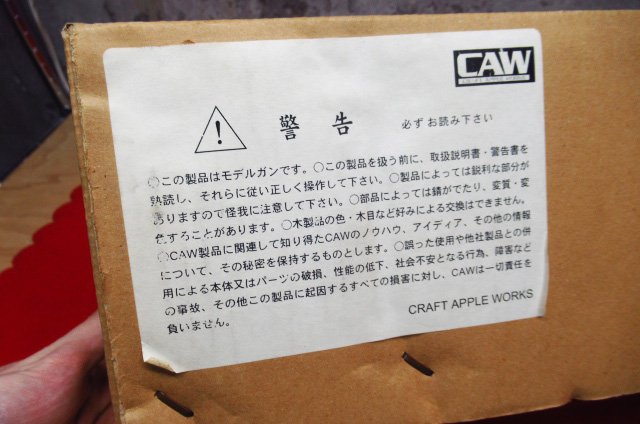 CAW
CRAFT APPLE WORKS
警告 必ずお読み下さい
○この製品はモデルガンです。○この製品を扱う前に、取扱説明書・警告書を
熟読し、それらに従い正しく操作して下さい。○製品によっては鋭利な部分が
ありますので怪我に注意して下さい。○部品によっては錆がでたり、変質・変
色することがあります。○木製品の色・木目など好みによる交換はできません。
○CAW製品に関連して知り得たCAWのノウハウ、アイディア、その他の情報
について、その秘密を保持するものとします。○誤った使用や他社製品との併
用による本体又はパーツの破損、性能の低下、社会不安となる行為、障害など
の事故、その他この製品に起因するすべての損害に対し、CAWは一切責任を
負いません。
CRAFT APPLE WORKS